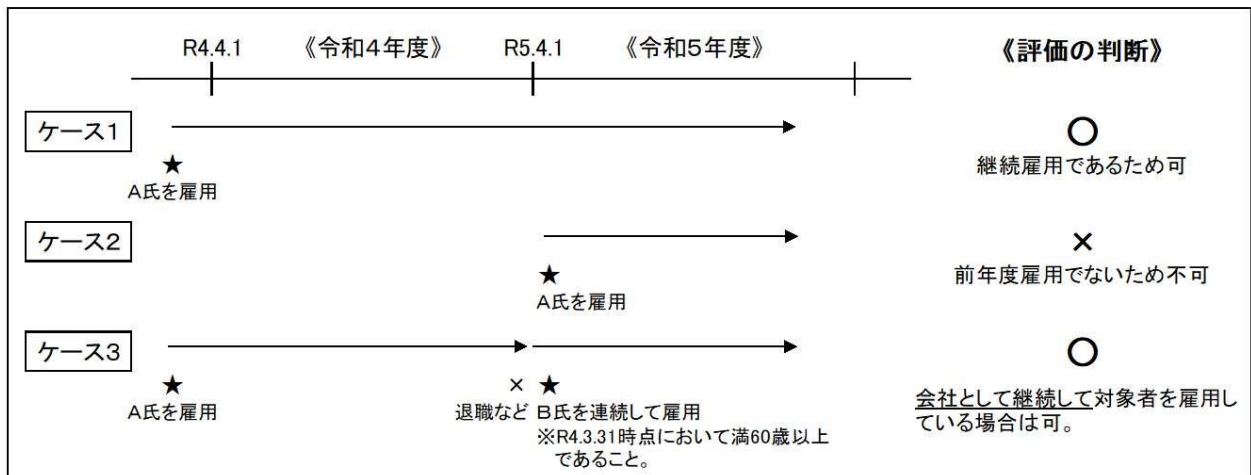 R4.4.1 《令和4年度》 R5.4.1 《令和5年度》 《評価の判断》
ケース1
★
A氏を雇用
○
継続雇用であるため可
ケース2
★
A氏を雇用
×
前年度雇用でないため不可
ケース3
★
A氏を雇用
× ★
退職など B氏を連続して雇用
※R4.3.31時点において満60歳以上
であること。
○
会社として継続して対象者を雇用し
ている場合は可。